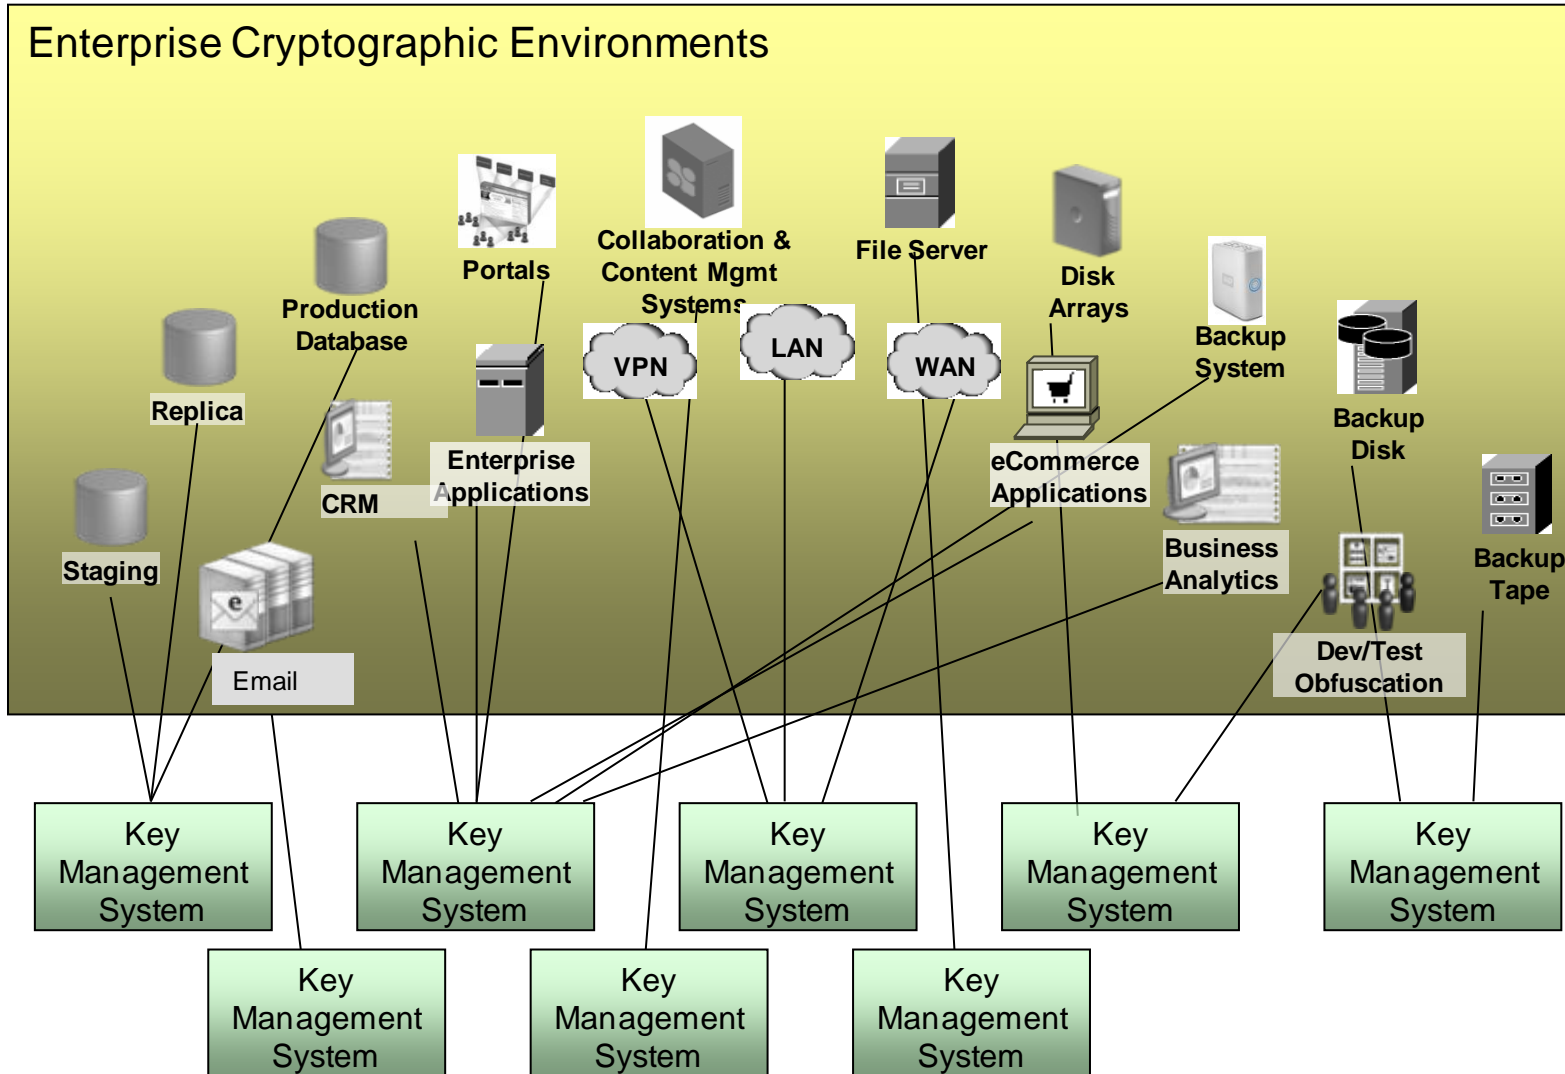 Enterprise Cryptographic Environments
Portals
Collaboration &
Content Mgmt
Systems
File Server
Disk
Arrays
Backup
System
Production
Database
Replica
VPN
LAN
WAN
Backup
Disk
CRM
Enterprise
Applications
eCommerce
Applications
Business
Analytics
Backup
Tape
Staging
e
Email
Dev/Test
Obfuscation
Key
Management
System
Key
Management
System
Key
Management
System
Key
Management
System
Key
Management
System
Key
Management
System
Key
Management
System
Key
Management
System